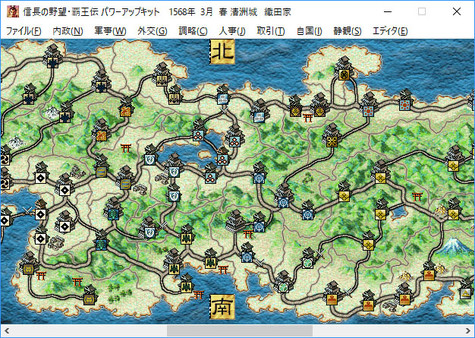 信長の野望・覇王伝 パワーアップキット　1568年 3月 春 清洲城　織田家
ファイル(F) 内政(N) 軍事(W) 外交(G) 調略(C) 人事(J) 取引(T) 自国(I) 静観(S) エディタ(E)
北
南